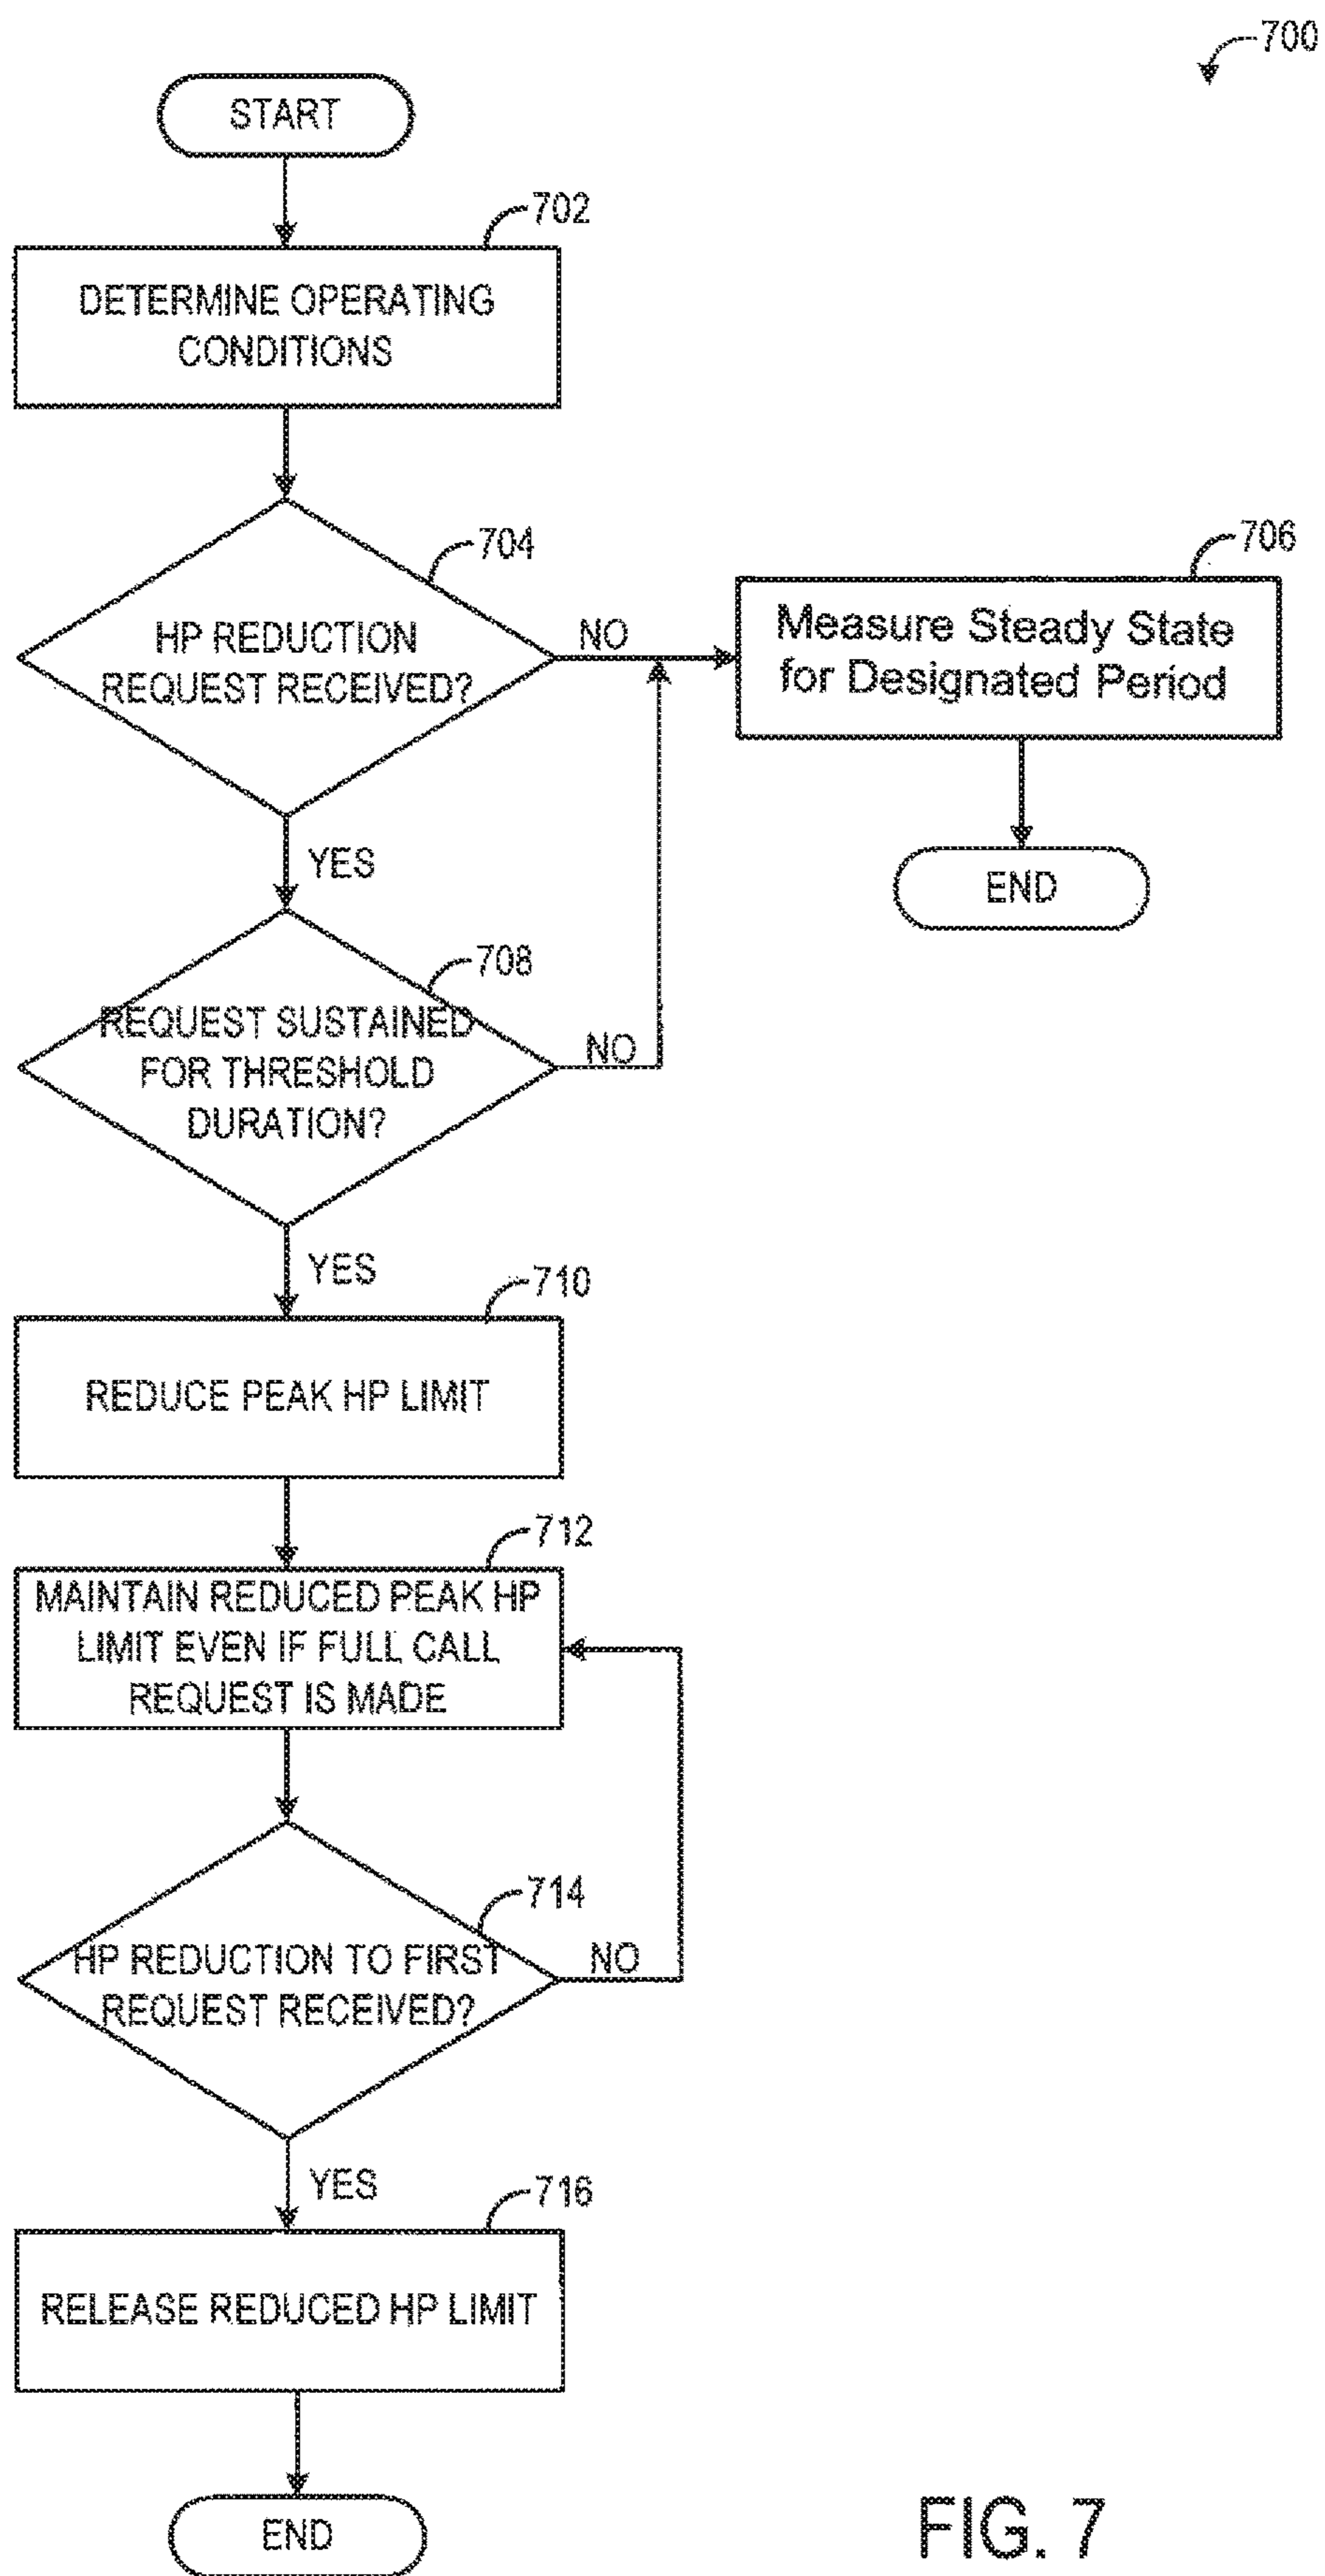 700
START
702
DETERMINE OPERATING
CONDITIONS
704
HP REDUCTION
REQUEST RECEIVED?
NO
706
Measure Steady State
for Designated Period
END
YES
708
REQUEST SUSTAINED
FOR THRESHOLD
DURATION?
NO
YES
710
REDUCE PEAK HP LIMIT
712
MAINTAIN REDUCED PEAK HP
LIMIT EVEN IF FULL CALL
REQUEST IS MADE
714
HP REDUCTION TO FIRST
REQUEST RECEIVED?
NO
YES
716
RELEASE REDUCED HP LIMIT
END
FIG. 7